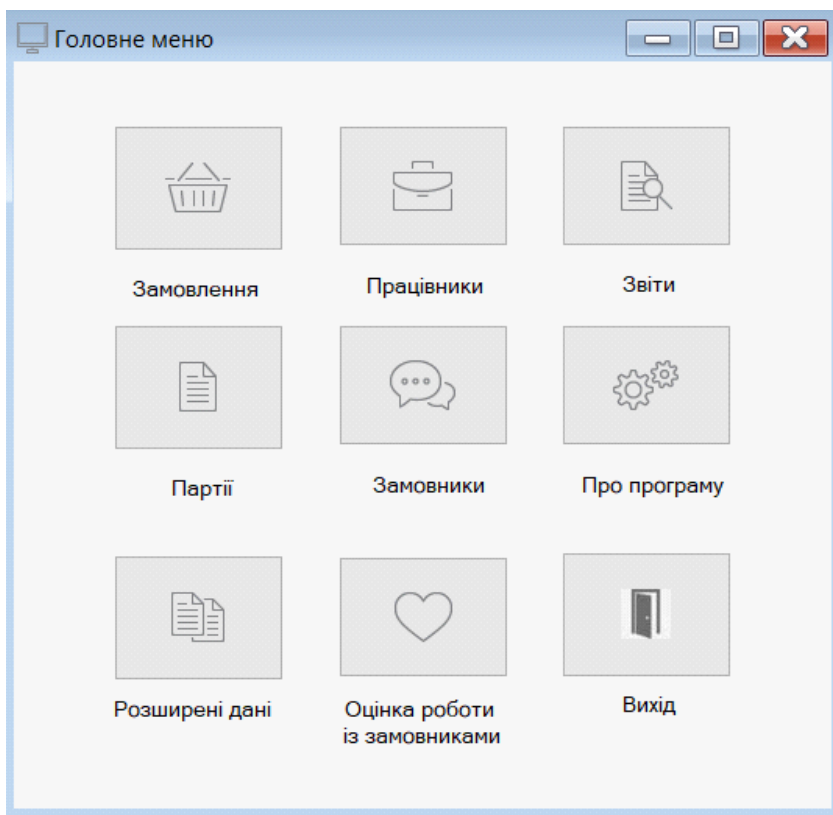 Головне меню
Замовлення
Працівники
Звіти
Партії
Замовники
Про програму
Розширені дані
Оцінка роботи
із замовниками
Вихід